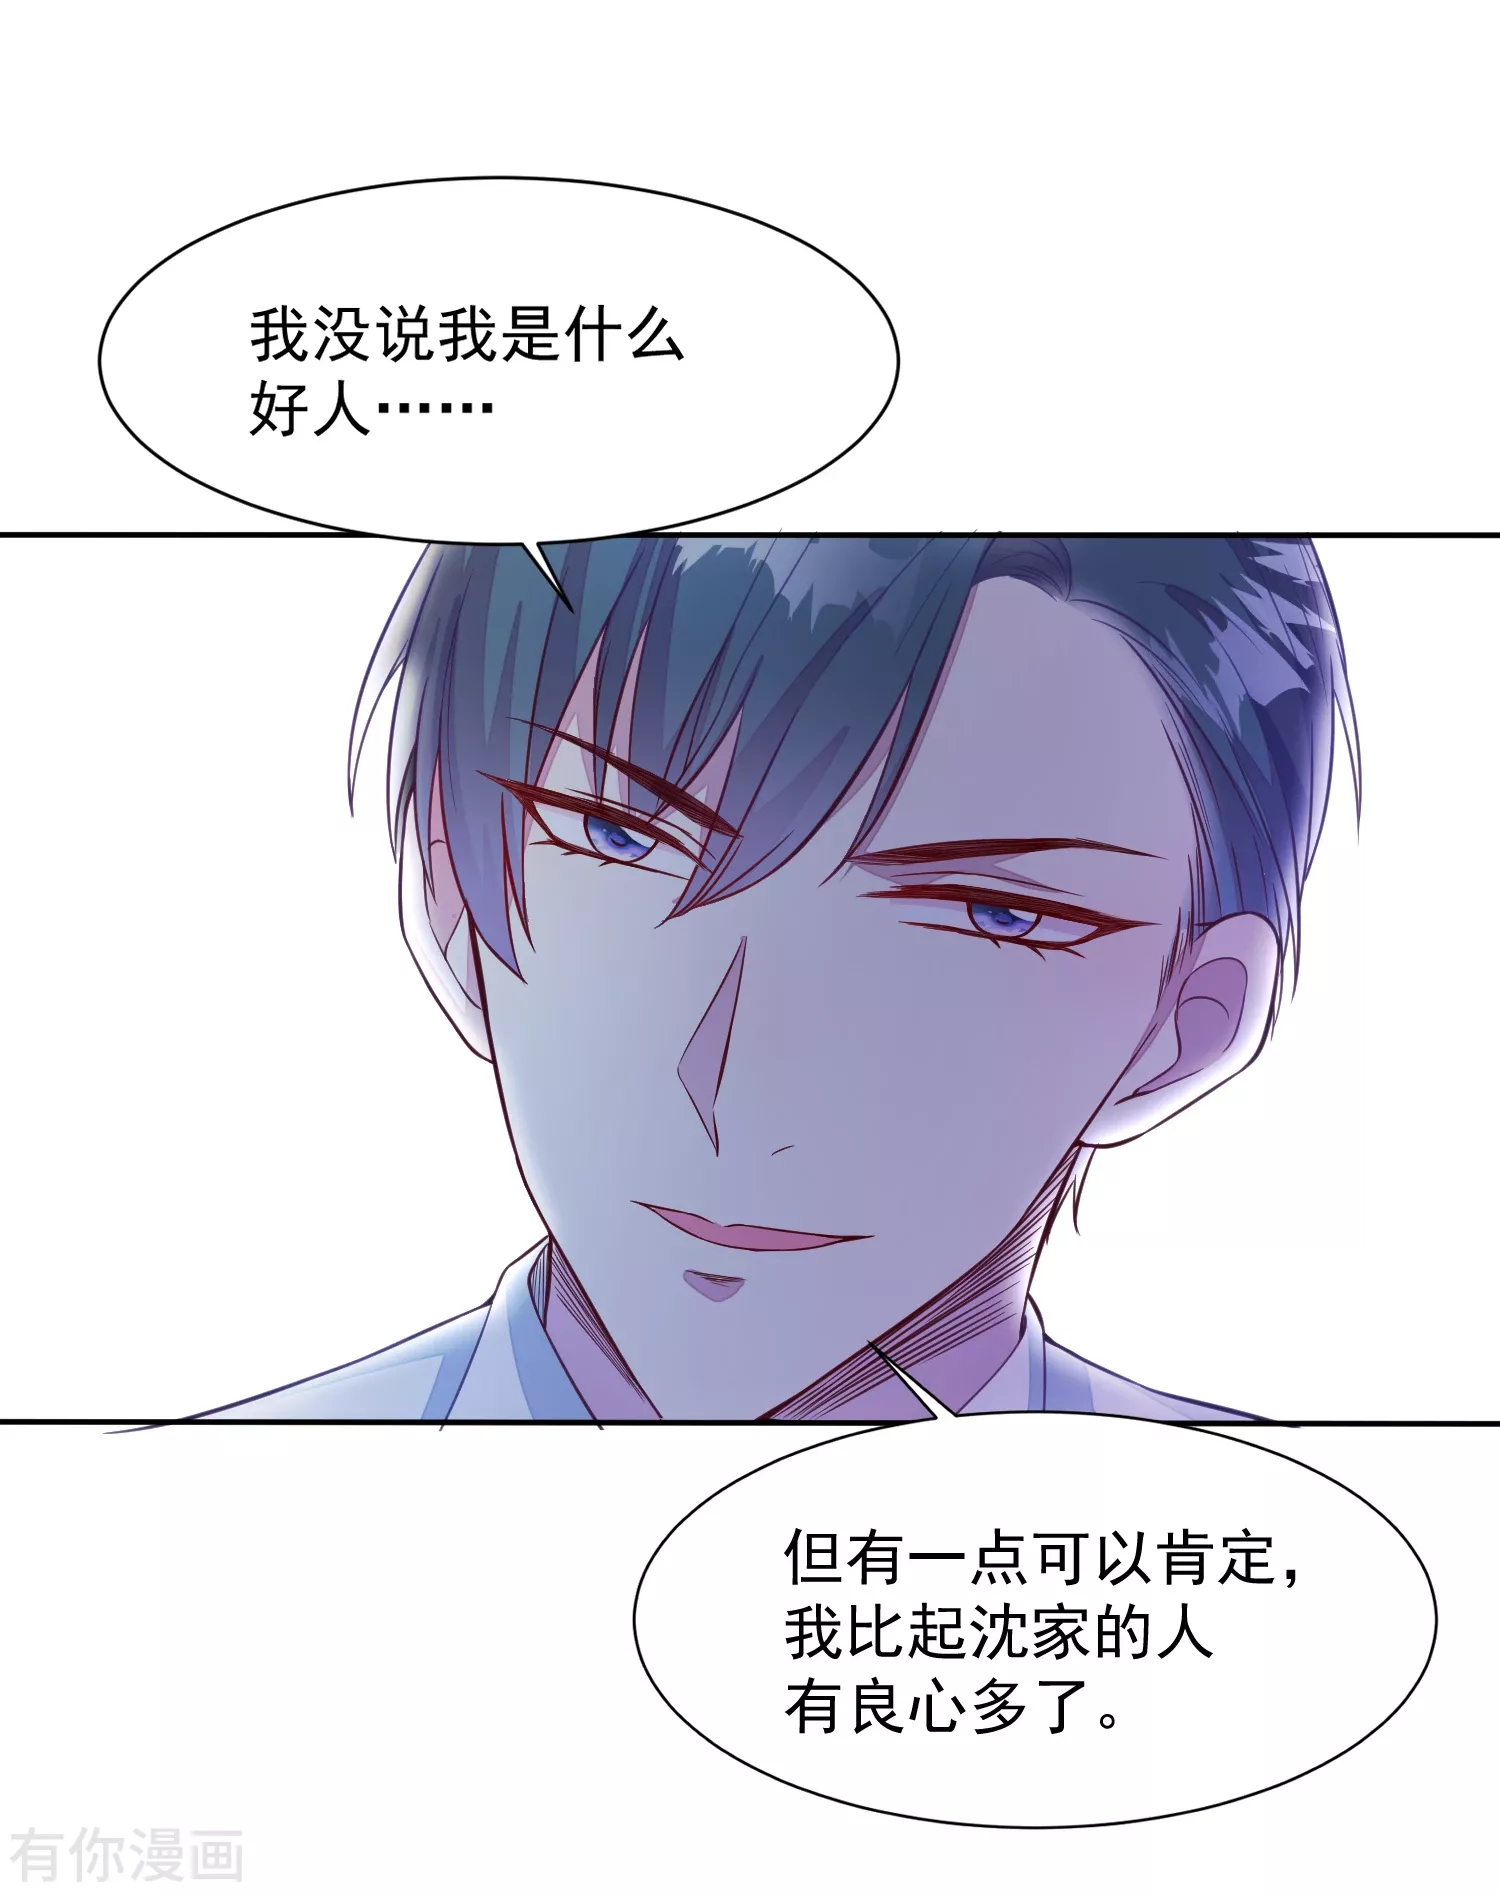 我没说我是什么
好人……
但有一点可以肯定，
我比起沈家的人
有良心多了。
有你漫画